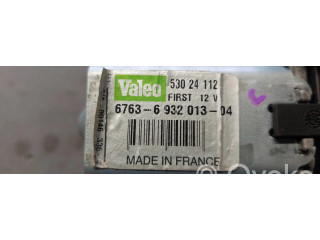 Valeo
530 24 112
FIRST 12 V
6763-6 932 013-04
MADE IN FRANCE